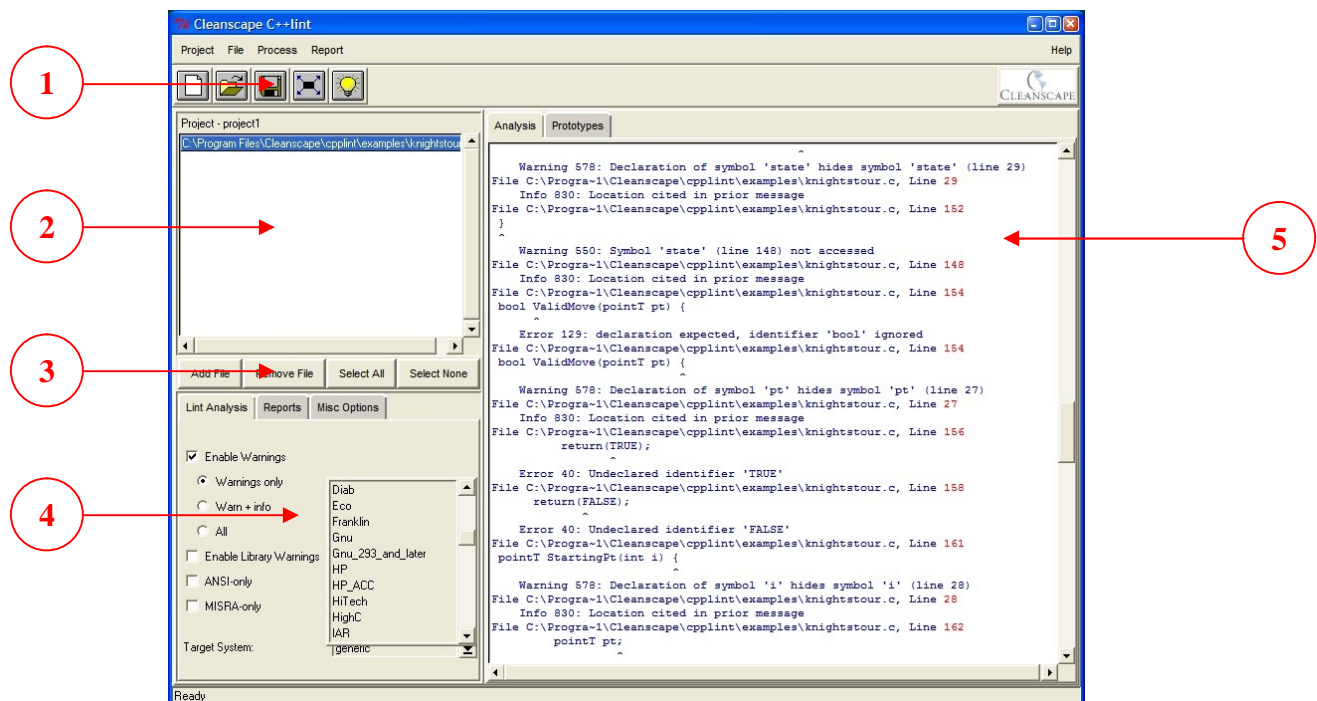 Cleanscape C++lint
Project File Process Report Help
1
CLEANSCAPE
Project - project1
C:\Program Files\Cleanscape\cpplint\examples\knightstour
2
Add File Remove File Select All Select None
3
Lint Analysis Reports Misc Options
Enable Warnings
Warnings only
Warn + info
All
Enable Library Warnings
ANSI-only
MISRA-only
Target System: generic
Diab
Eco
Franklin
Gnu
Gnu_293_and_later
HP
HP_ACC
HiTech
HighC
IAR
4
Analysis Prototypes
^
Warning 578: Declaration of symbol 'state' hides symbol 'state' (line 29)
File C:\Progra~1\Cleanscape\cpplint\examples\knightstour.c, Line 29
Info 830: Location cited in prior message
File C:\Progra~1\Cleanscape\cpplint\examples\knightstour.c, Line 152
}
^
Warning 550: Symbol 'state' (line 148) not accessed
File C:\Progra~1\Cleanscape\cpplint\examples\knightstour.c, Line 148
Info 830: Location cited in prior message
File C:\Progra~1\Cleanscape\cpplint\examples\knightstour.c, Line 154
bool ValidMove(pointT pt) {
^
Error 129: declaration expected, identifier 'bool' ignored
File C:\Progra~1\Cleanscape\cpplint\examples\knightstour.c, Line 154
bool ValidMove(pointT pt) {
^
Warning 578: Declaration of symbol 'pt' hides symbol 'pt' (line 27)
File C:\Progra~1\Cleanscape\cpplint\examples\knightstour.c, Line 27
Info 830: Location cited in prior message
File C:\Progra~1\Cleanscape\cpplint\examples\knightstour.c, Line 156
return(TRUE);
^
Error 40: Undeclared identifier 'TRUE'
File C:\Progra~1\Cleanscape\cpplint\examples\knightstour.c, Line 158
return(FALSE);
^
Error 40: Undeclared identifier 'FALSE'
File C:\Progra~1\Cleanscape\cpplint\examples\knightstour.c, Line 161
pointT StartingPt(int i) {
^
Warning 578: Declaration of symbol 'i' hides symbol 'i' (line 28)
File C:\Progra~1\Cleanscape\cpplint\examples\knightstour.c, Line 28
Info 830: Location cited in prior message
File C:\Progra~1\Cleanscape\cpplint\examples\knightstour.c, Line 162
pointT pt;
^
5
Ready